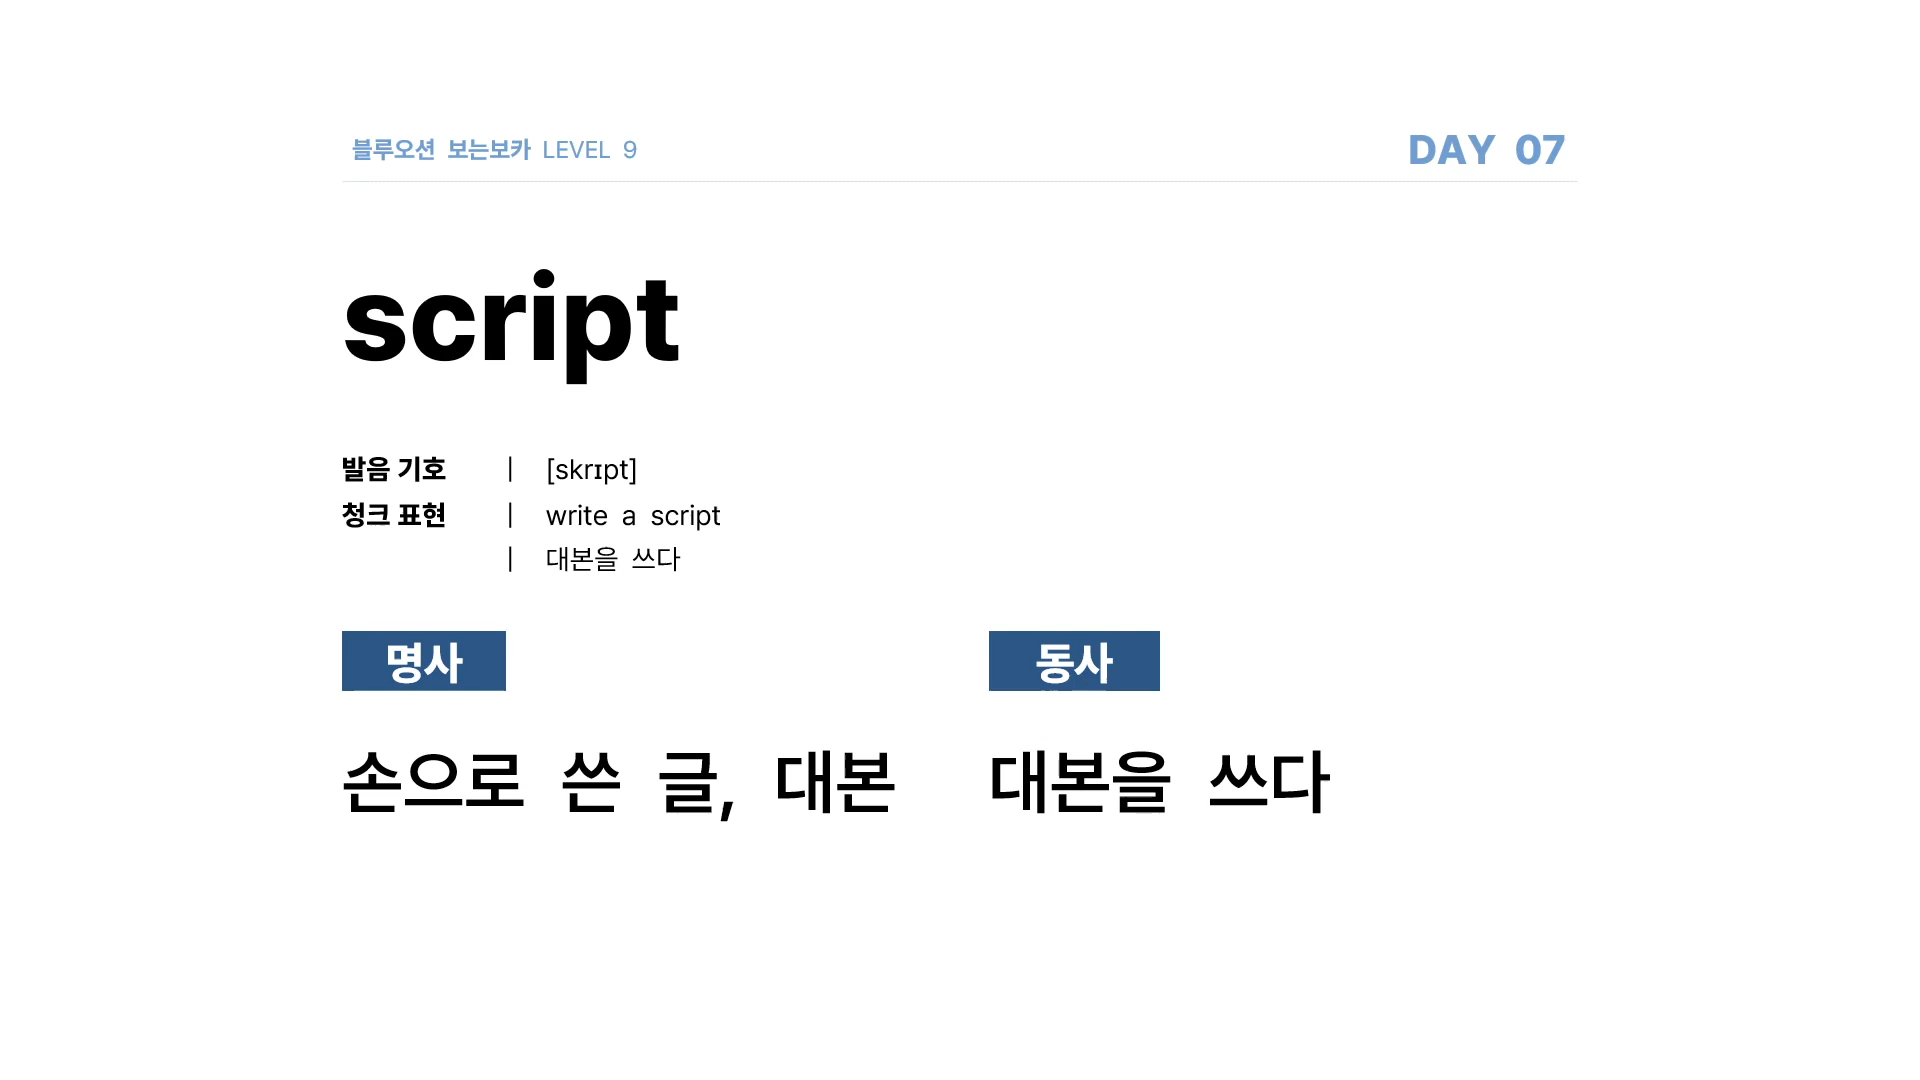 블루오션 보는보카 LEVEL 9
DAY 07
script
발음 기호 | [skrɪpt]
청크 표현 | write a script
| 대본을 쓰다
명사
손으로 쓴 글, 대본
동사
대본을 쓰다